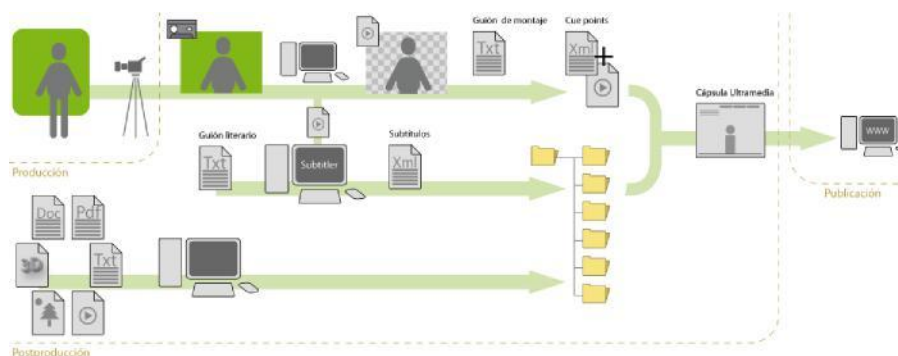 Guión de montaje
Cue points
Txt
Xml
Cápsula Ultramedia
WWW
Guión literario
Subtítulos
Txt
Subtitler
Xml
Producción
Publicación
Doc
Pdf
3D
Txt
Postproducción